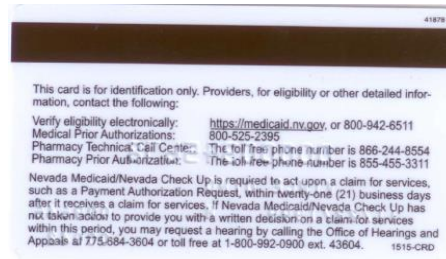 41879
This card is for identification only. Providers, for eligibility or other detailed infor-
mation, contact the following:
Verify eligibility electronically: https://medicaid.nv.gov, or 800-942-6511
Medical Prior Authorizations: 800-525-2395
Pharmacy Technical Call Center: The toll free phone number is 866-244-8554
Pharmacy Prior Authorization: The toll free phone number is 855-455-3311
Nevada Medicaid/Nevada Check Up is required to act upon a claim for services,
such as a Payment Authorization Request, within twenty-one (21) business days
after it receives a claim for services. If Nevada Medicaid/Nevada Check Up has
not taken action to provide you with a written decision on a claim for services
within this period, you may request a hearing by calling the Office of Hearings and
Appeals at 775/684-3604 or toll free at 1-800-992-0900 ext. 43604.
1515-CRD